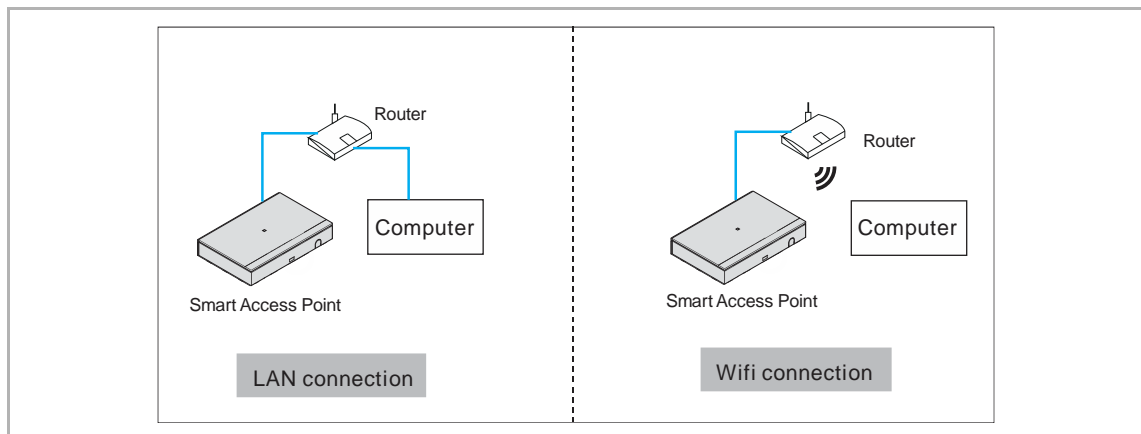 Router
Computer
Smart Access Point
LAN connection
Router
Computer
Smart Access Point
Wifi connection